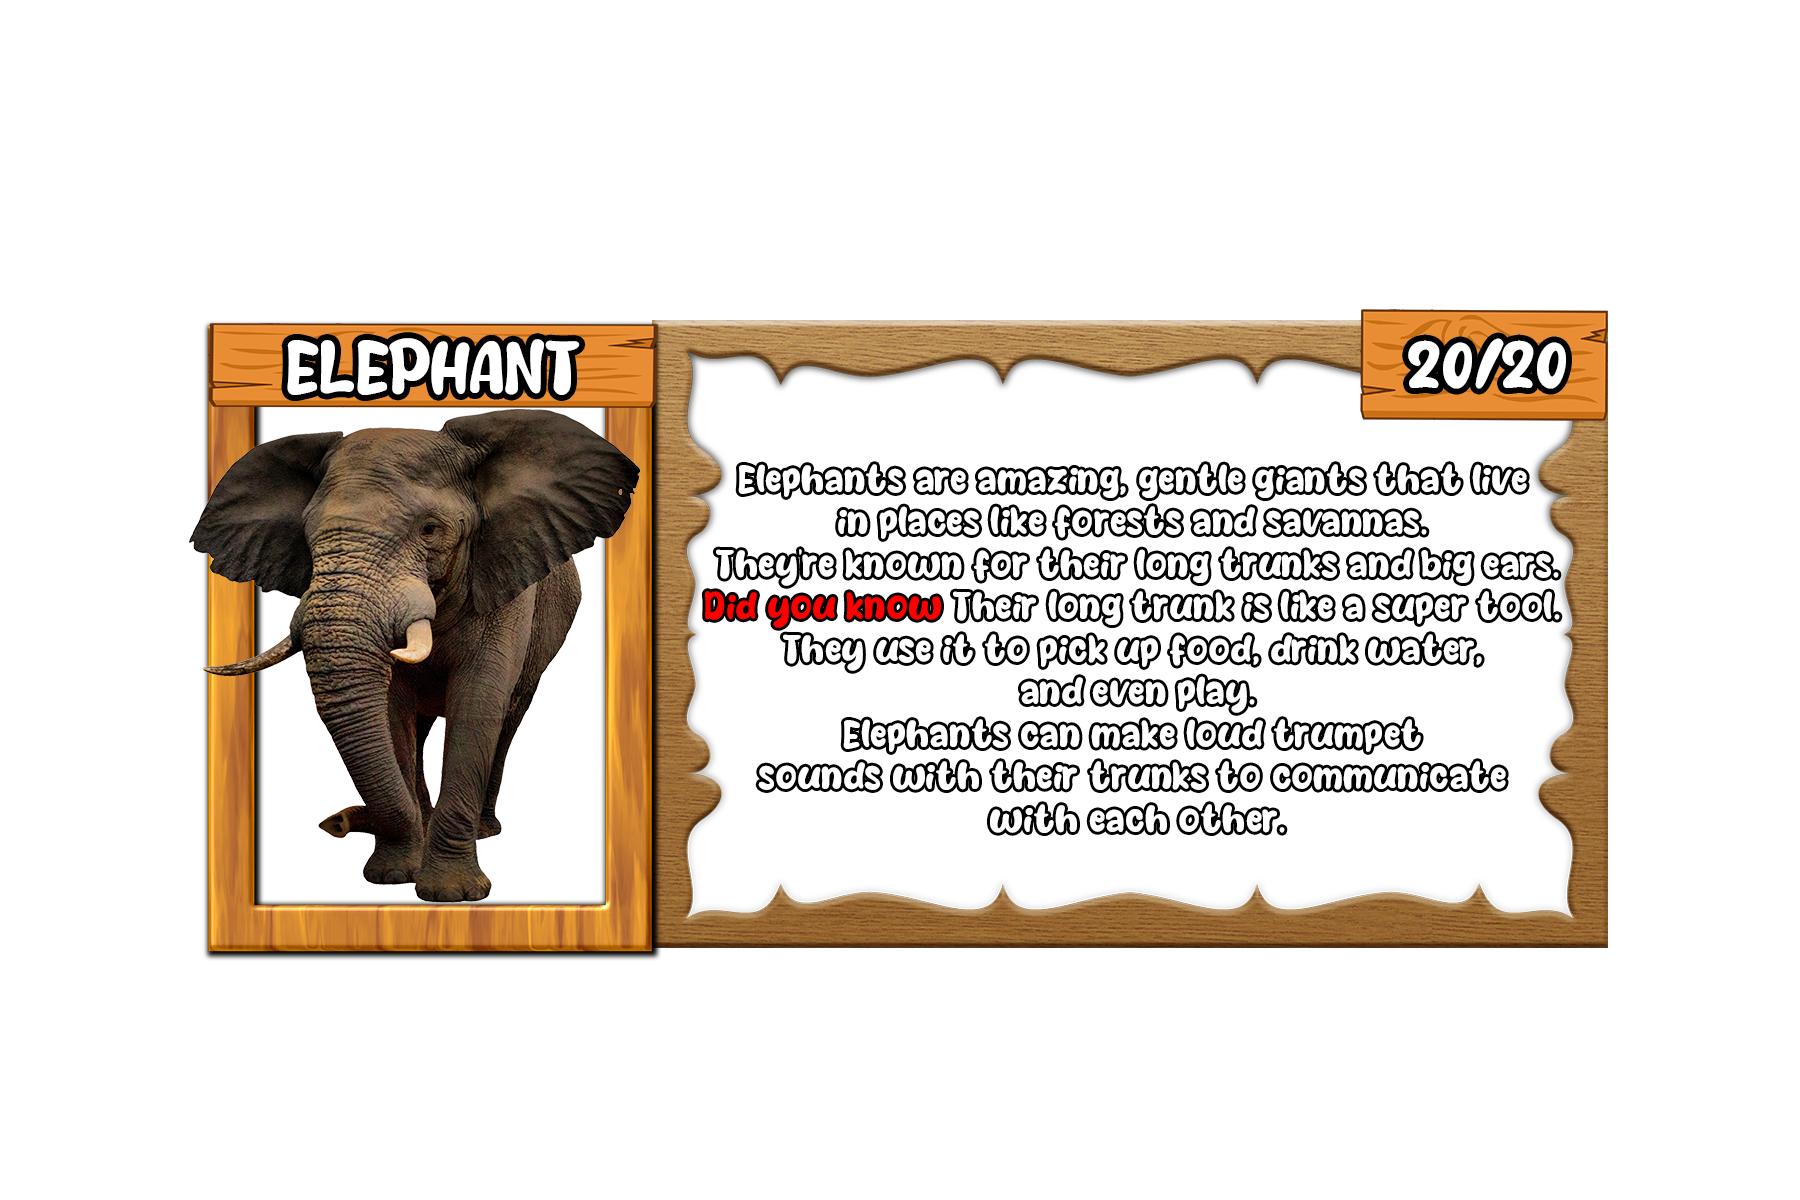 ELEPHANT
20/20
Elephants are amazing, gentle giants that live
in places like forests and savannas.
They're known for their long trunks and big ears.
Did you know Their long trunk is like a super tool.
They use it to pick up food, drink water,
and even play.
Elephants can make loud trumpet
sounds with their trunks to communicate
with each other.